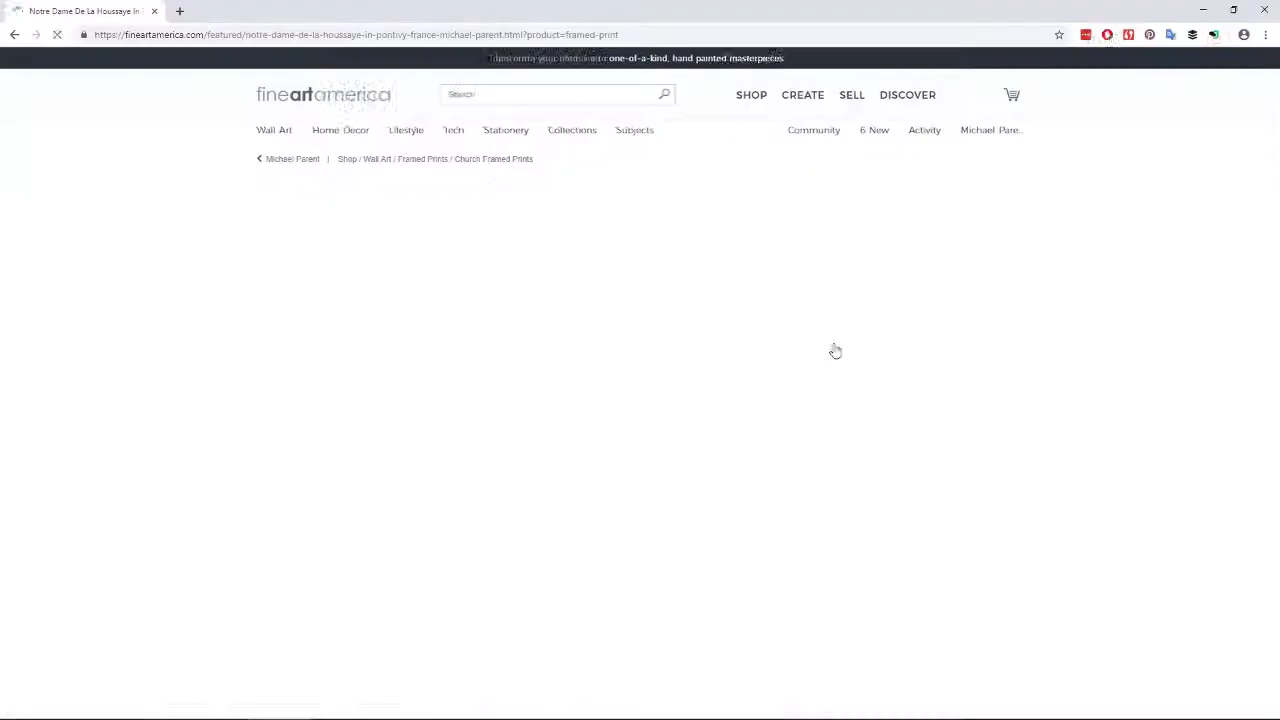 Notre Dame De La Houssaye In
https://fineartamerica.com/featured/notre-dame-de-la-houssaye-in-pontivy-france-michael-parent.html?product=framed-print
one-of-a-kind, hand painted masterpieces
fineartamerica
Search
SHOP CREATE SELL DISCOVER
Wall Art Home Decor Lifestyle Tech Stationery Collections Subjects
Community 6 New Activity Michael Pare..
Michael Parent | Shop / Wall Art / Framed Prints / Church Framed Prints